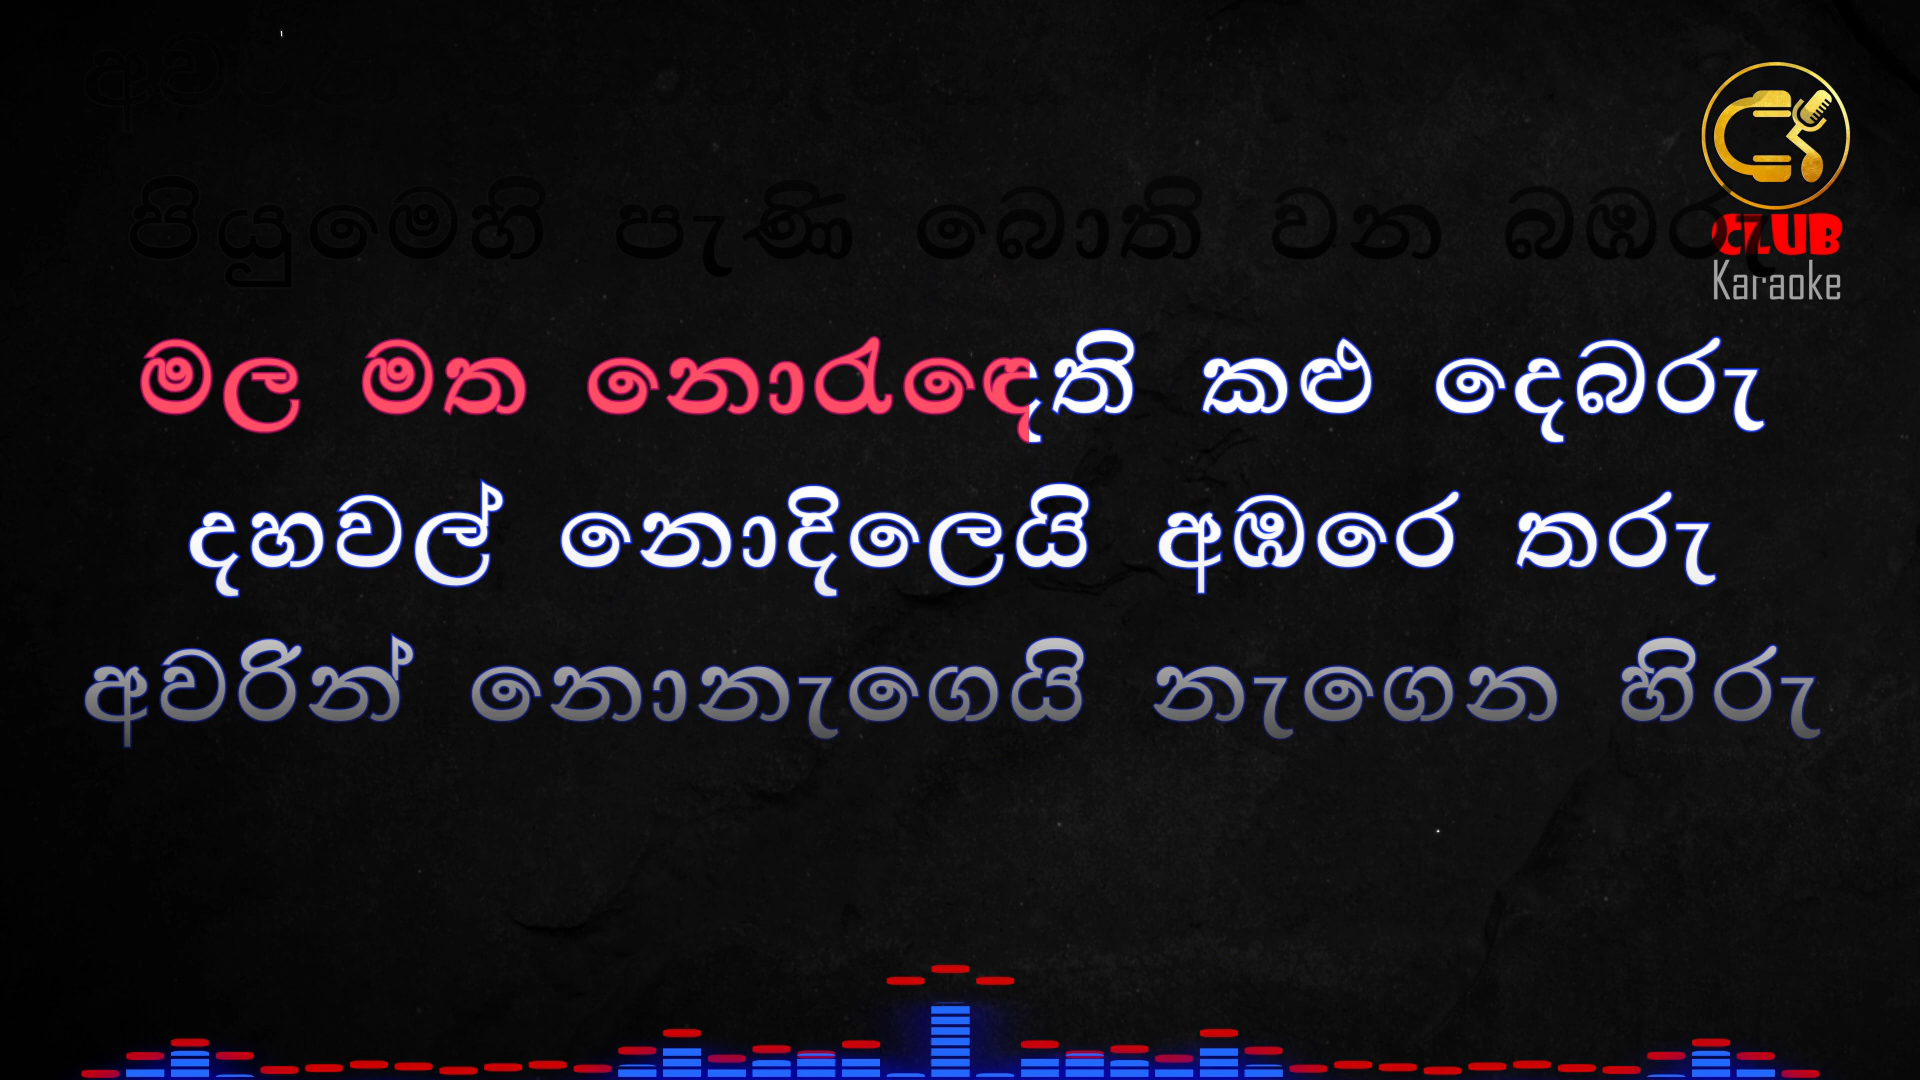 පියුමෙහි පැණි බොති වන බඹරු
CLUB
Karaoke
මල මත නොරැඳෙති කළු දෙබරු
දහවල් නොදිලෙයි අඹරෙ තරු
අවරින් නොනැගෙයි නැගෙන හිරු